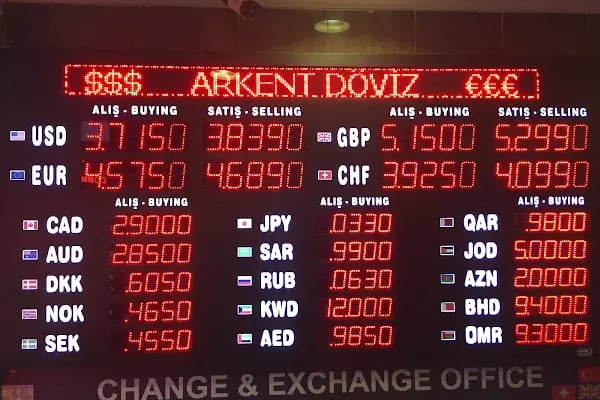 $$$ ARKENT DÖVİZ €€€
ALIŞ - BUYING SATIŞ - SELLING ALIŞ - BUYING SATIŞ - SELLING
USD 3.7150 3.8390 GBP 5.1500 5.2990
EUR 4.5750 4.6890 CHF 3.9250 4.0990
ALIŞ - BUYING ALIŞ - BUYING ALIŞ - BUYING
CAD 2.9000 JPY .0330 QAR .9800
AUD 2.8500 SAR .9900 JOD 5.0000
DKK .6050 RUB .0630 AZN 2.0000
NOK .4650 KWD 12.000 BHD 9.4000
SEK .4550 AED .9850 OMR 9.3000
CHANGE & EXCHANGE OFFICE